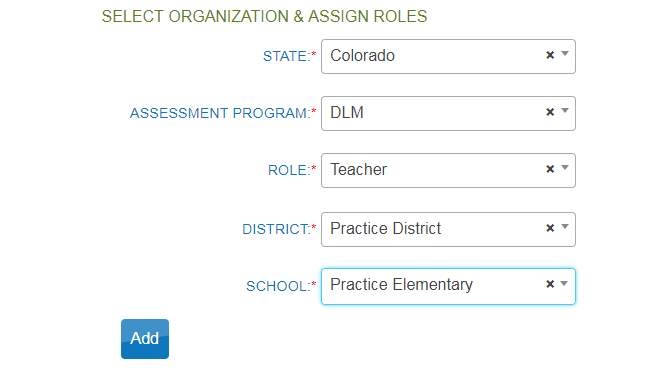 SELECT ORGANIZATION & ASSIGN ROLES
STATE:* Colorado × 
ASSESSMENT PROGRAM:* DLM ×
ROLE:* Teacher ×
DISTRICT:* Practice District ×
SCHOOL:* Practice Elementary ×
Add